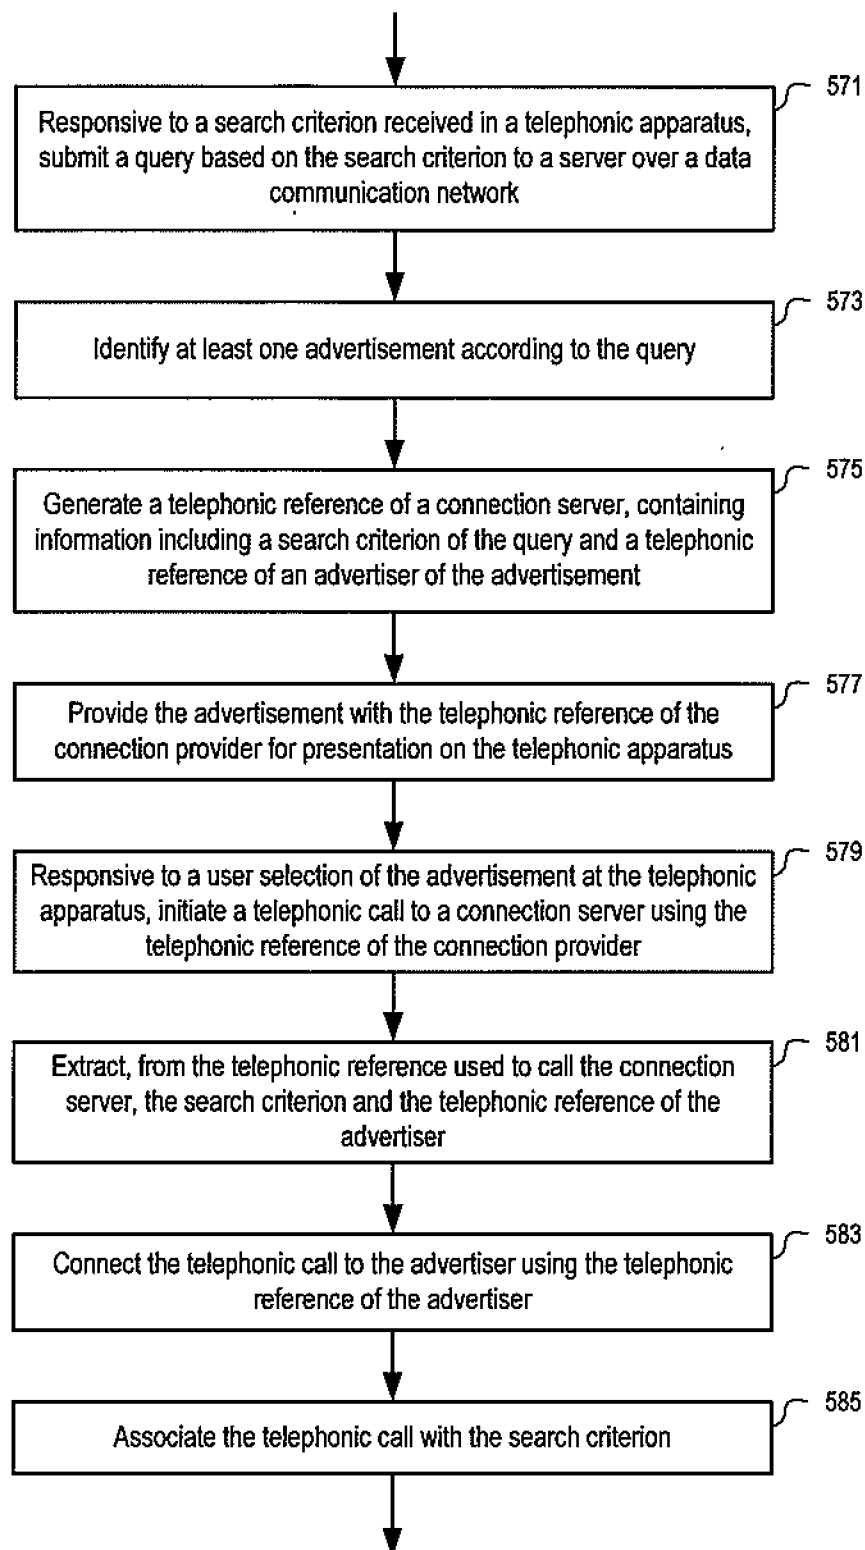 571
Responsive to a search criterion received in a telephonic apparatus,
submit a query based on the search criterion to a server over a data
communication network
573
Identify at least one advertisement according to the query
575
Generate a telephonic reference of a connection server, containing
information including a search criterion of the query and a telephonic
reference of an advertiser of the advertisement
577
Provide the advertisement with the telephonic reference of the
connection provider for presentation on the telephonic apparatus
579
Responsive to a user selection of the advertisement at the telephonic
apparatus, initiate a telephonic call to a connection server using the
telephonic reference of the connection provider
581
Extract, from the telephonic reference used to call the connection
server, the search criterion and the telephonic reference of the
advertiser
583
Connect the telephonic call to the advertiser using the telephonic
reference of the advertiser
585
Associate the telephonic call with the search criterion